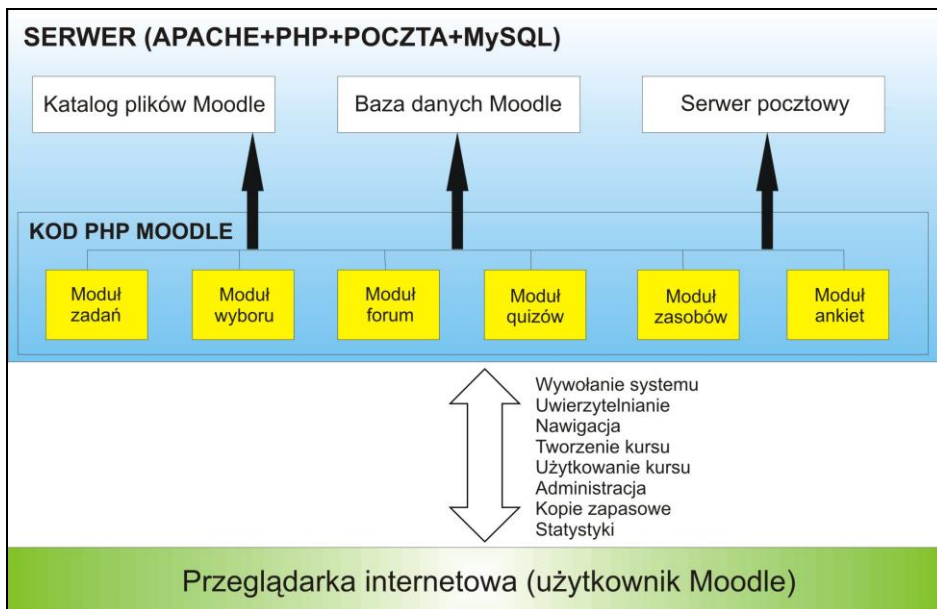 SERWER (APACHE+PHP+POCZTA+MySQL)
Katalog plików Moodle
Baza danych Moodle
Serwer pocztowy
KOD PHP MOODLE
Moduł
zadań
Moduł
wyboru
Moduł
forum
Moduł
quizów
Moduł
zasobów
Moduł
ankiet
Wywołanie systemu
Uwierzytelnianie
Nawigacja
Tworzenie kursu
Użytkowanie kursu
Administracja
Kopie zapasowe
Statystyki
Przeglądarka internetowa (użytkownik Moodle)